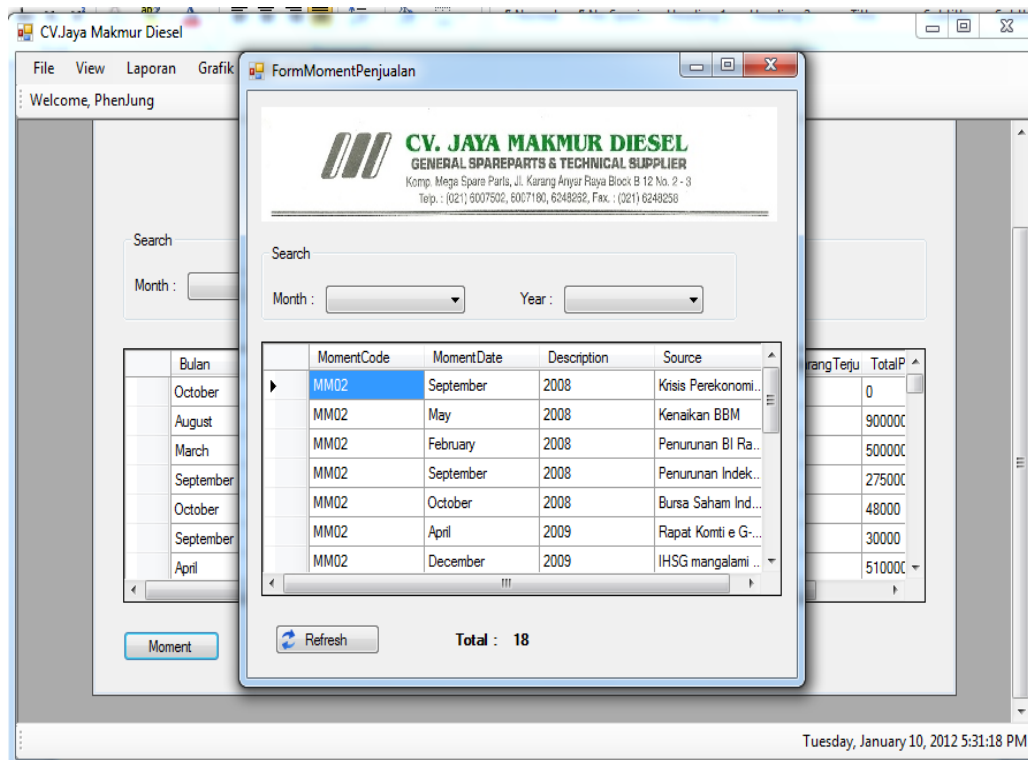 CV.Jaya Makmur Diesel
File View Laporan Grafik
Welcome, PhenJung
Search
Month :
Bulan
October
August
March
September
October
September
April
Moment
FormMomentPenjualan
CV. JAYA MAKMUR DIESEL
GENERAL SPAREPARTS & TECHNICAL SUPPLIER
Komp. Mega Spare Parts, Jl. Karang Anyar Raya Block B 12 No. 2 - 3
Telp. : (021) 6007502, 6007180, 6248262, Fax. : (021) 6248258
Search
Month : Year :
MomentCode MomentDate Description Source
MM02 September 2008 Krisis Perekonomi..
MM02 May 2008 Kenaikan BBM
MM02 February 2008 Penurunan BI Ra..
MM02 September 2008 Penurunan Indek...
MM02 October 2008 Bursa Saham Ind...
MM02 April 2009 Rapat Komti e G-...
MM02 December 2009 IHSG mangalami ..
Refresh Total : 18
arangTerju TotalP
0
900000
500000
275000
48000
30000
510000
Tuesday, January 10, 2012 5:31:18 PM